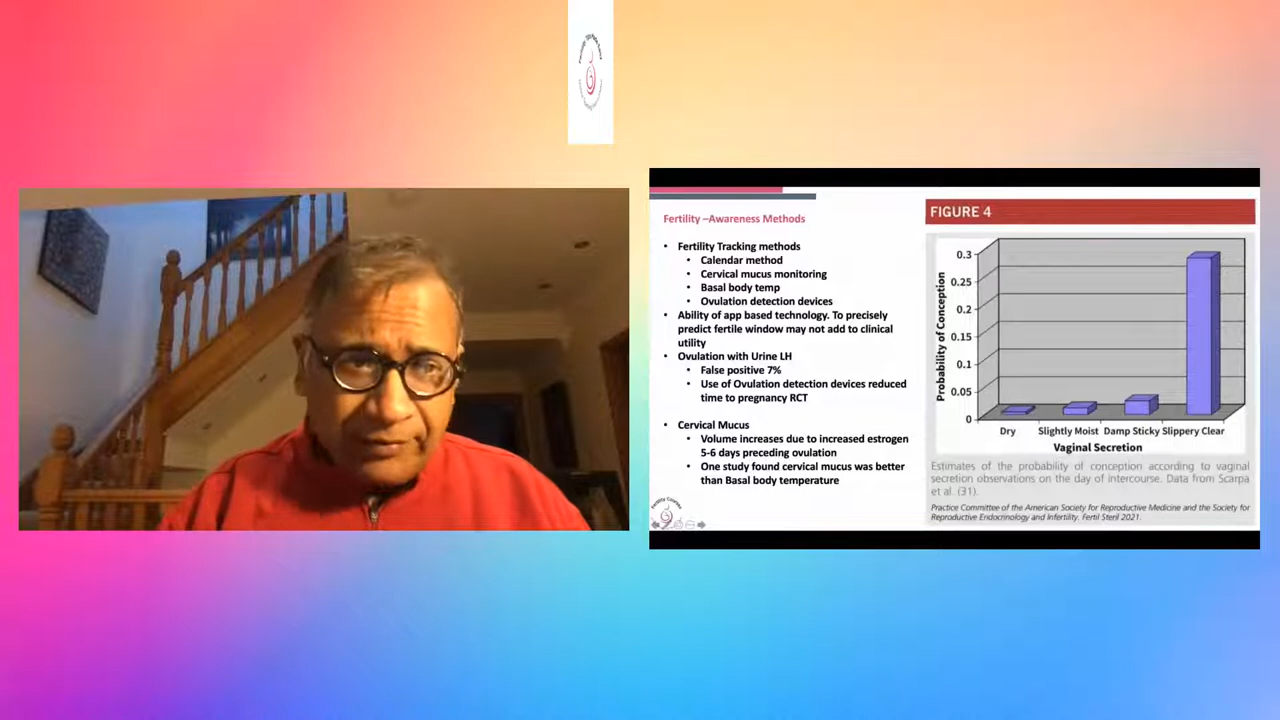 Fertility –Awareness Methods
• Fertility Tracking methods
• Calendar method
• Cervical mucus monitoring
• Basal body temp
• Ovulation detection devices
• Ability of app based technology. To precisely
predict fertile window may not add to clinical
utility
• Ovulation with Urine LH
• False positive 7%
• Use of Ovulation detection devices reduced
time to pregnancy RCT
• Cervical Mucus
• Volume increases due to increased estrogen
5-6 days preceding ovulation
• One study found cervical mucus was better
than Basal body temperature
FIGURE 4
Probability of Conception
0.3
0.25
0.2
0.15
0.1
0.05
0
Dry Slightly Moist Damp Sticky Slippery Clear
Vaginal Secretion
Estimates of the probability of conception according to vaginal
secretion observations on the day of intercourse. Data from Scarpa
et al. (31).
Practice Committee of the American Society for Reproductive Medicine and the Society for
Reproductive Endocrinology and Infertility. Fertil Steril 2021.